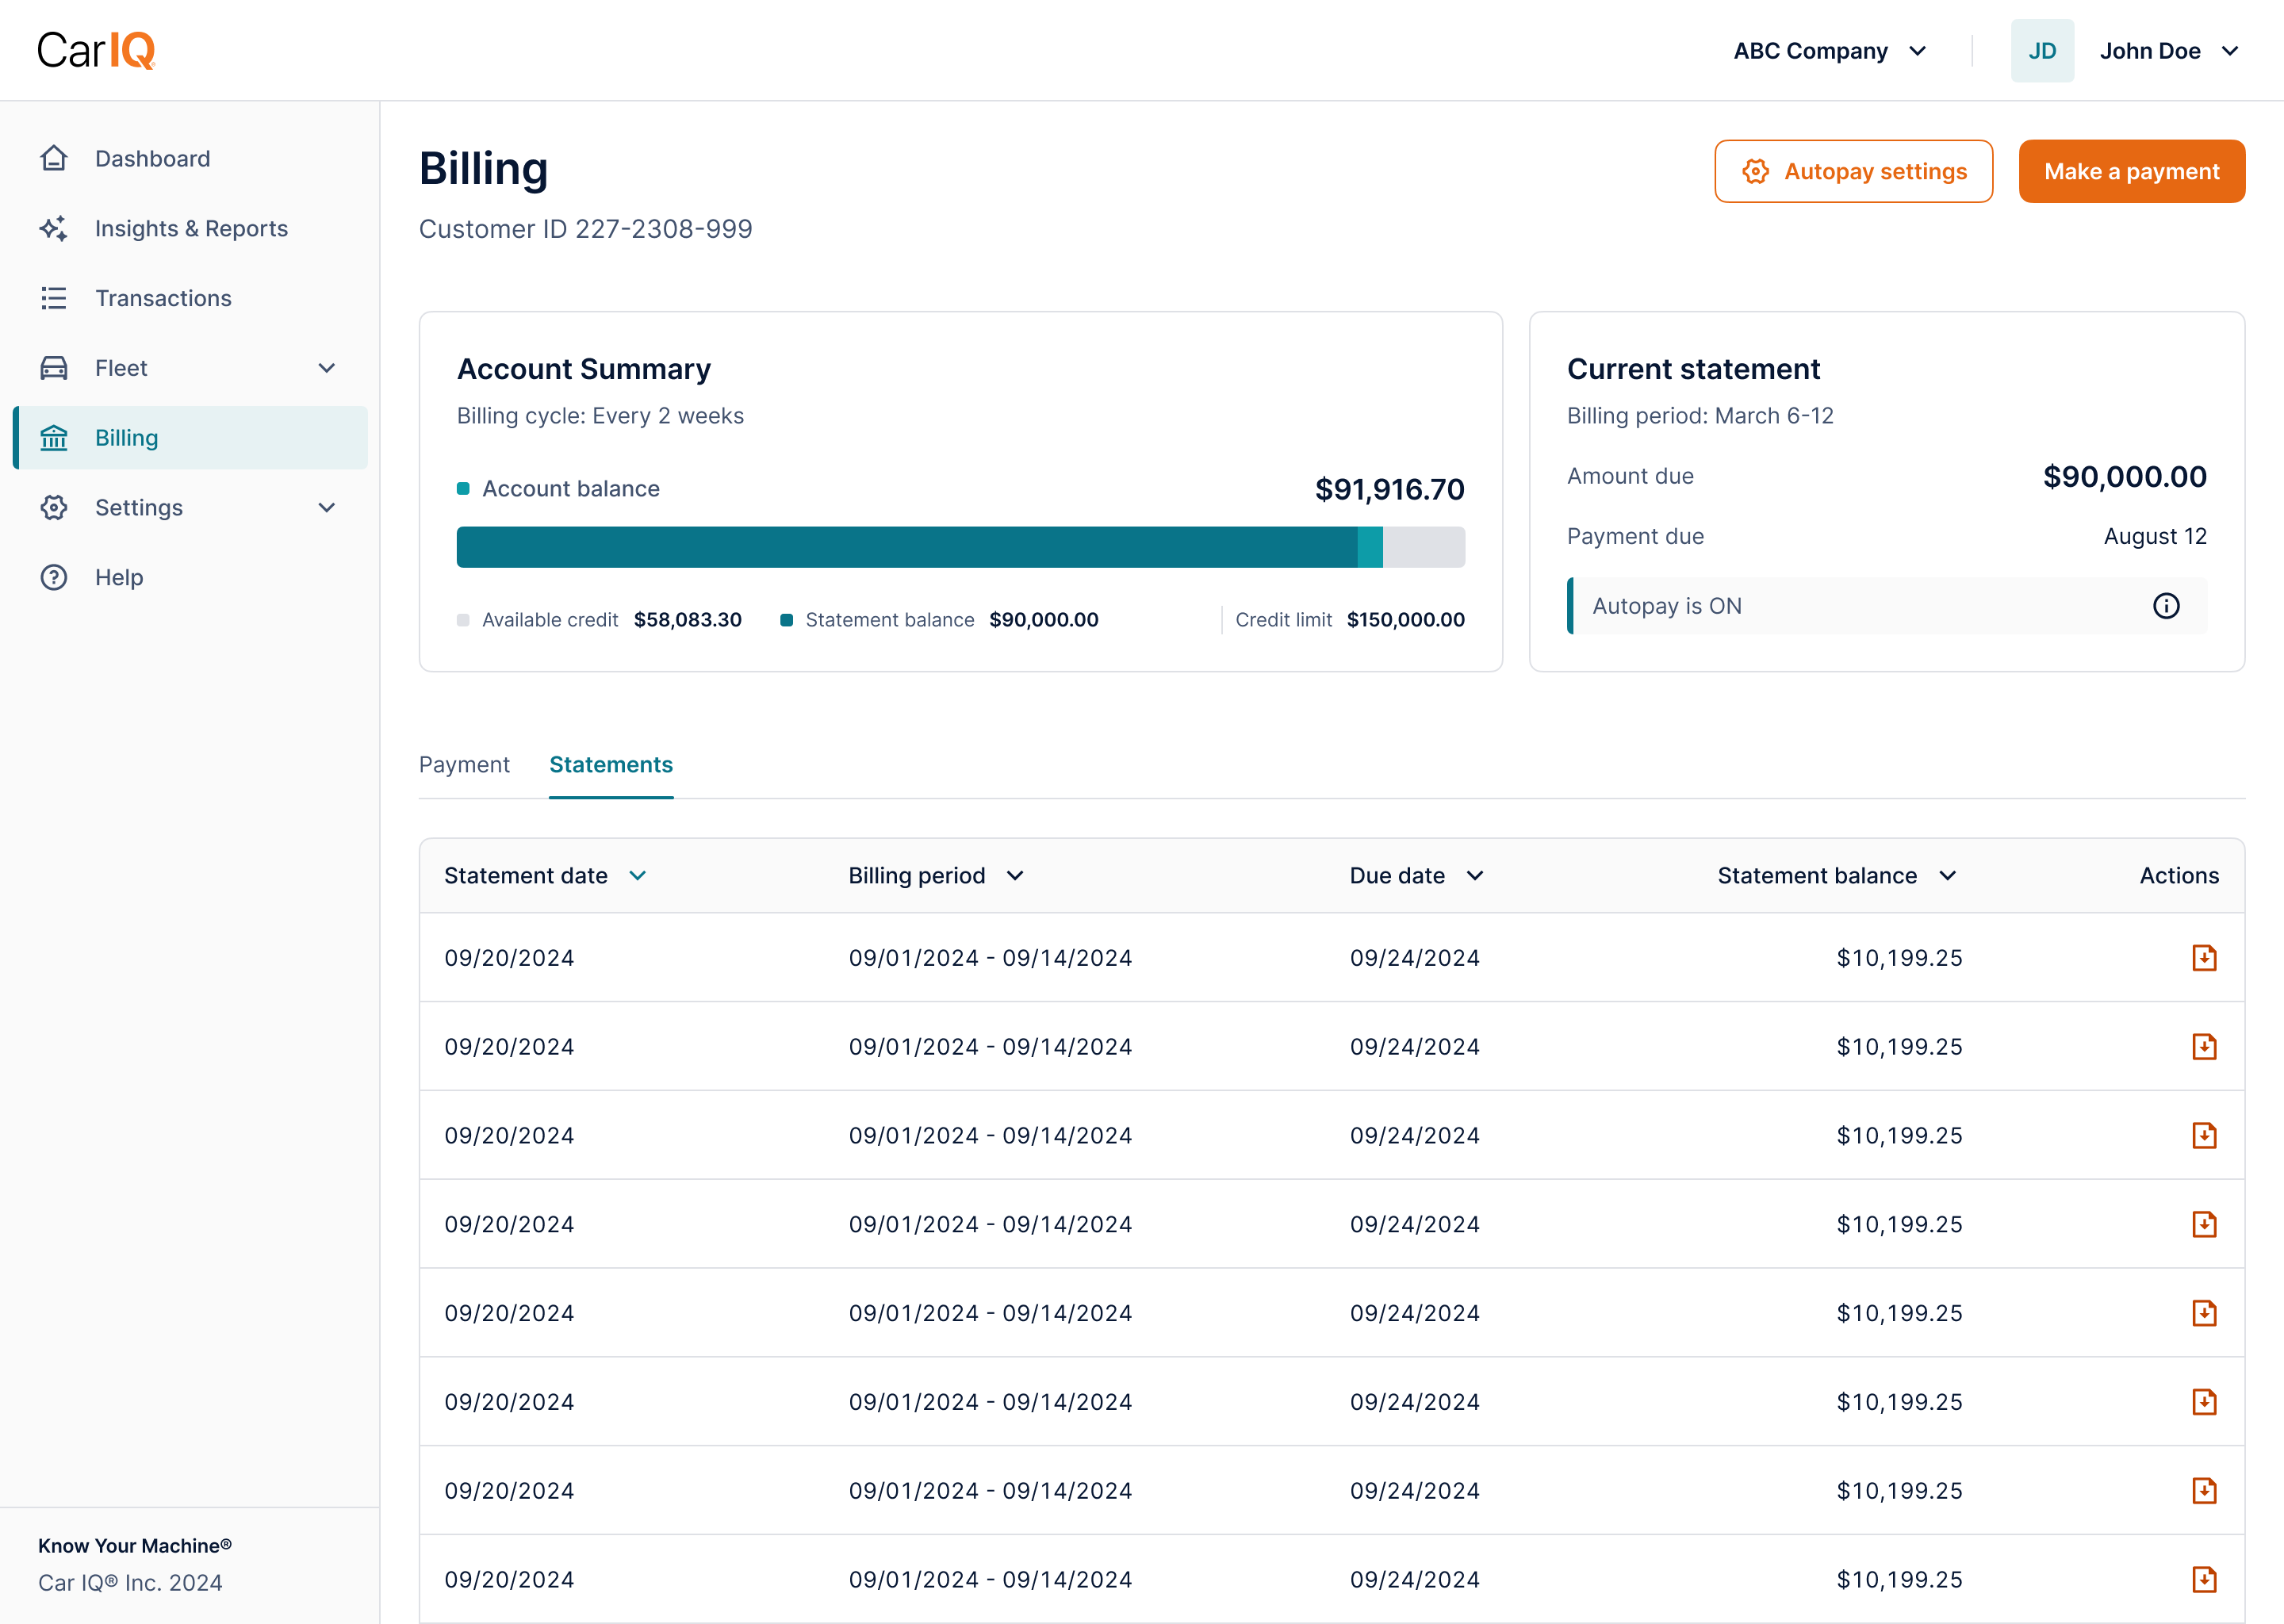 CarIQ
ABC Company
JD
John Doe
Dashboard
Insights & Reports
Transactions
Fleet
Billing
Settings
Help
Know Your Machine®
Car IQ® Inc. 2024
Billing
Customer ID 227-2308-999
Autopay settings
Make a payment
Account Summary
Billing cycle: Every 2 weeks
Account balance $91,916.70
Available credit $58,083.30 Statement balance $90,000.00 Credit limit $150,000.00
Current statement
Billing period: March 6-12
Amount due $90,000.00
Payment due August 12
Autopay is ON
Payment Statements
Statement date Billing period Due date Statement balance Actions
09/20/2024 09/01/2024 - 09/14/2024 09/24/2024 $10,199.25
09/20/2024 09/01/2024 - 09/14/2024 09/24/2024 $10,199.25
09/20/2024 09/01/2024 - 09/14/2024 09/24/2024 $10,199.25
09/20/2024 09/01/2024 - 09/14/2024 09/24/2024 $10,199.25
09/20/2024 09/01/2024 - 09/14/2024 09/24/2024 $10,199.25
09/20/2024 09/01/2024 - 09/14/2024 09/24/2024 $10,199.25
09/20/2024 09/01/2024 - 09/14/2024 09/24/2024 $10,199.25
09/20/2024 09/01/2024 - 09/14/2024 09/24/2024 $10,199.25